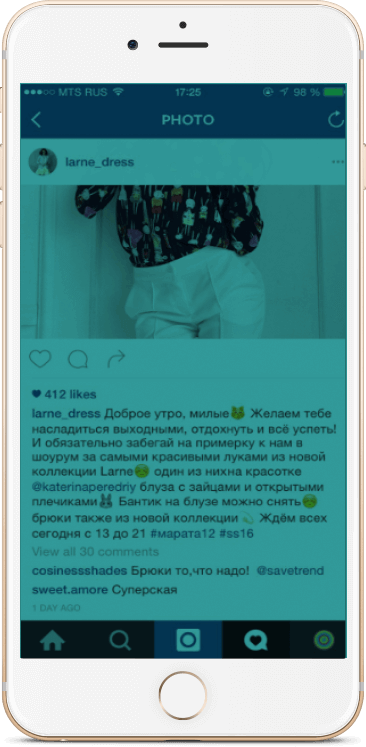 MTS RUS 17:25 98 %
PHOTO
larne_dress
412 likes
larne_dress Доброе утро, милые Желаем тебе
насладиться выходными, отдохнуть и всё успеть!
И обязательно забегай на примерку к нам в
шоурум за самыми красивыми луками из новой
коллекции Larne один из нихна красотке
@katerinaperedriy блуза с зайцами и открытыми
плечиками Бантик на блузе можно снять
брюки также из новой коллекции Ждём всех
сегодня с 13 до 21 #марата12 #ss16
View all 30 comments
cosinessshades Брюки то,что надо! @savetrend
sweet.amore Суперская
1 DAY AGO